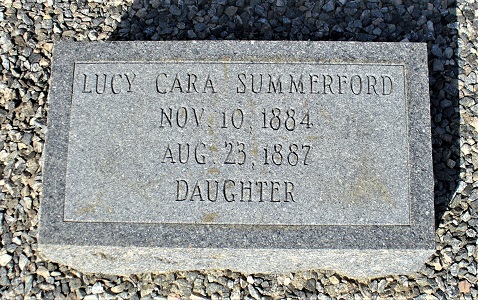 LUCY CARA SUMMERFORD
NOV. 10, 1884
AUG. 23, 1887
DAUGHTER